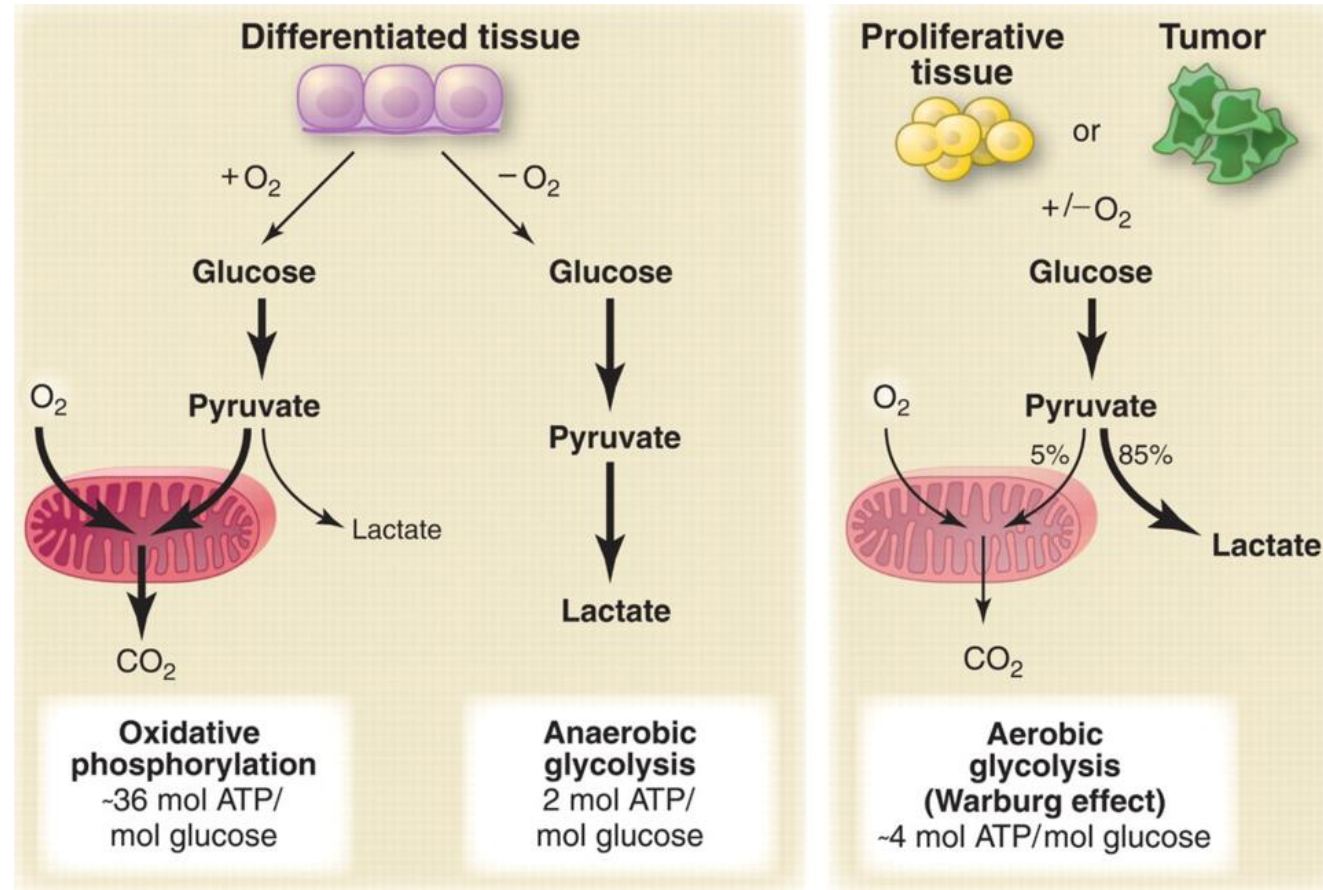 Differentiated tissue
+O₂
−O₂
Glucose
Glucose
O₂
Pyruvate
Pyruvate
Lactate
Lactate
CO₂
Oxidative
phosphorylation
~36 mol ATP/
mol glucose
Anaerobic
glycolysis
2 mol ATP/
mol glucose
Proliferative
tissue
or
Tumor
+/−O₂
Glucose
O₂
Pyruvate
5%
85%
Lactate
CO₂
Aerobic
glycolysis
(Warburg effect)
~4 mol ATP/mol glucose